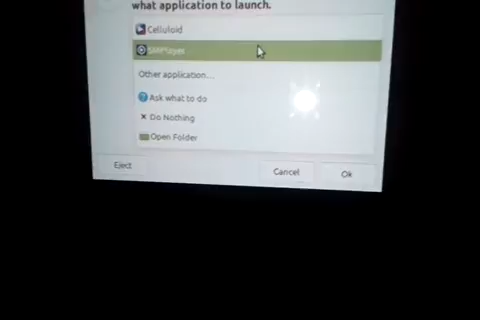 what application to launch.
Celluloid
SMPlayer
Other application...
Ask what to do
Do Nothing
Open Folder
Eject
Cancel
Ok